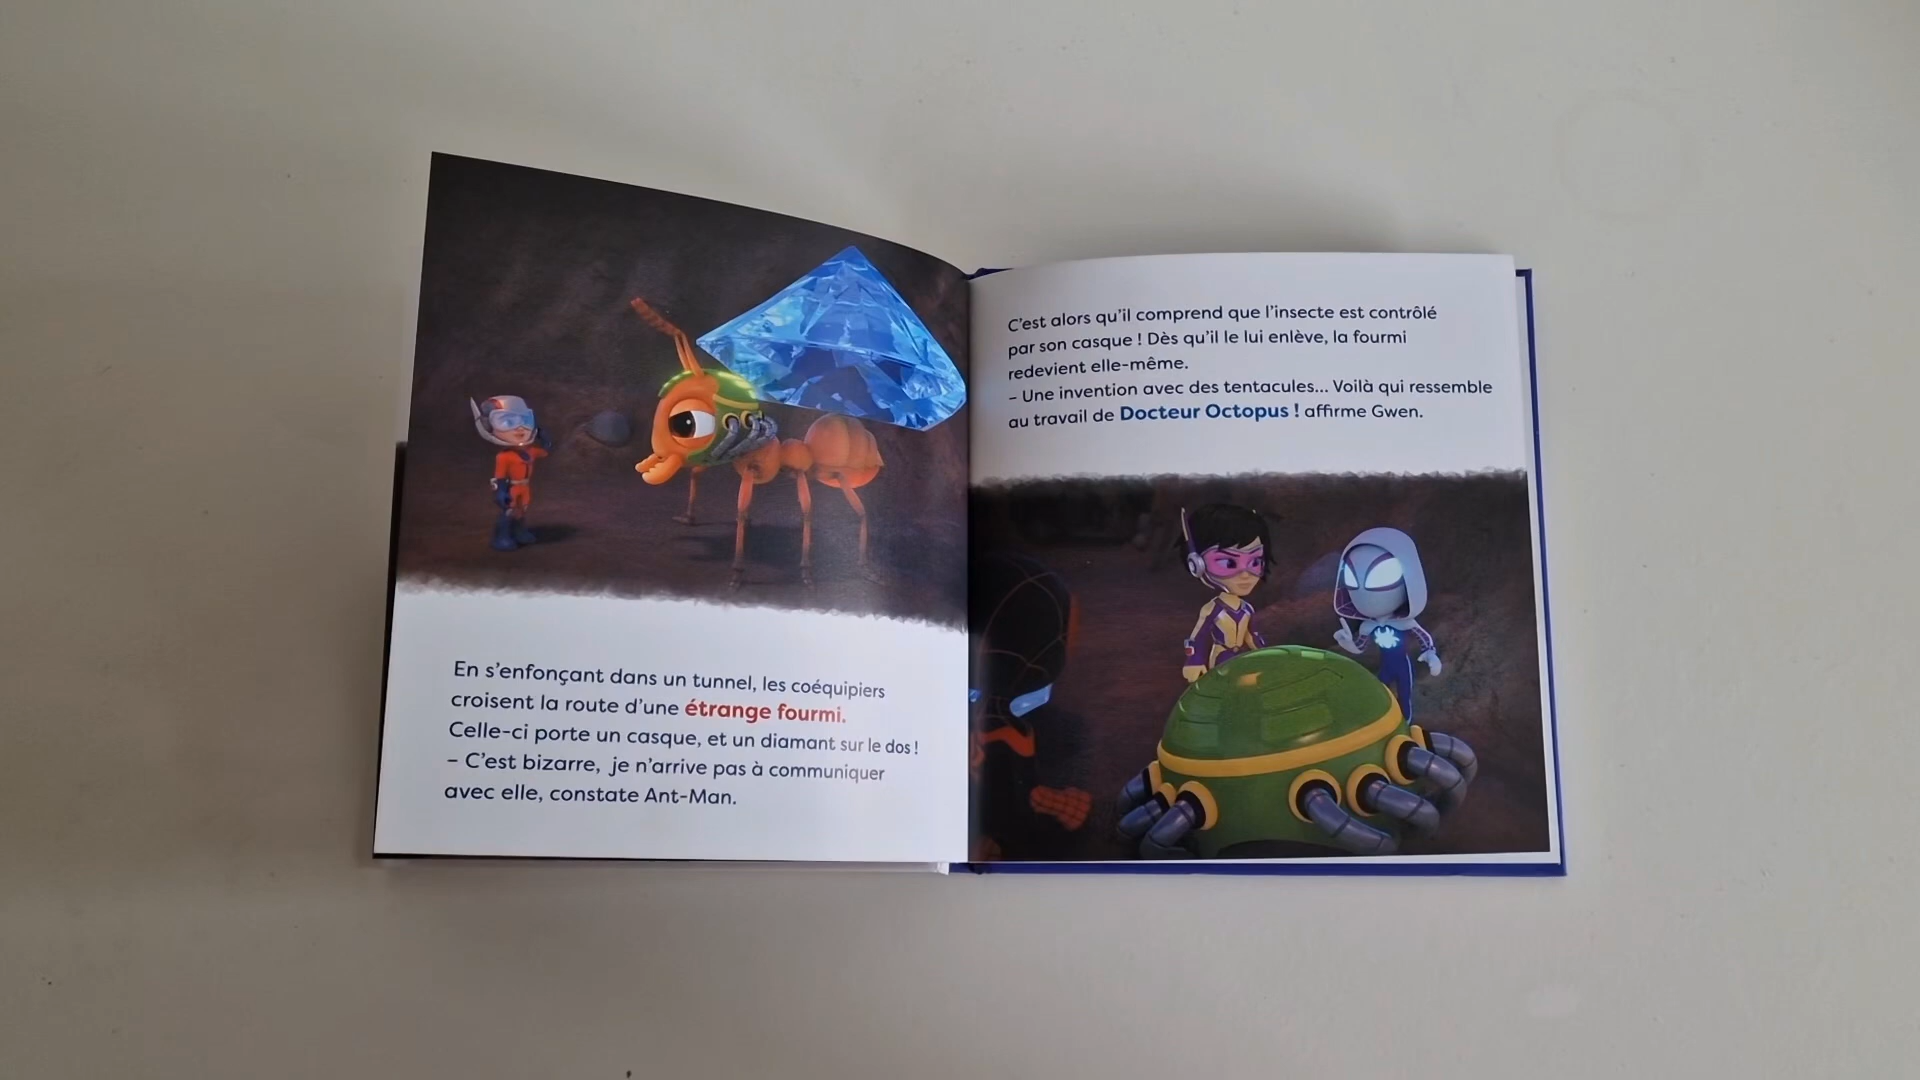 En s'enfonçant dans un tunnel, les coéquipiers
croisent la route d'une étrange fourmi.
Celle-ci porte un casque, et un diamant sur le dos !
– C'est bizarre, je n'arrive pas à communiquer
avec elle, constate Ant-Man.
C'est alors qu'il comprend que l'insecte est contrôlé
par son casque ! Dès qu'il le lui enlève, la fourmi
redevient elle-même.
– Une invention avec des tentacules... Voilà qui ressemble
au travail de Docteur Octopus ! affirme Gwen.